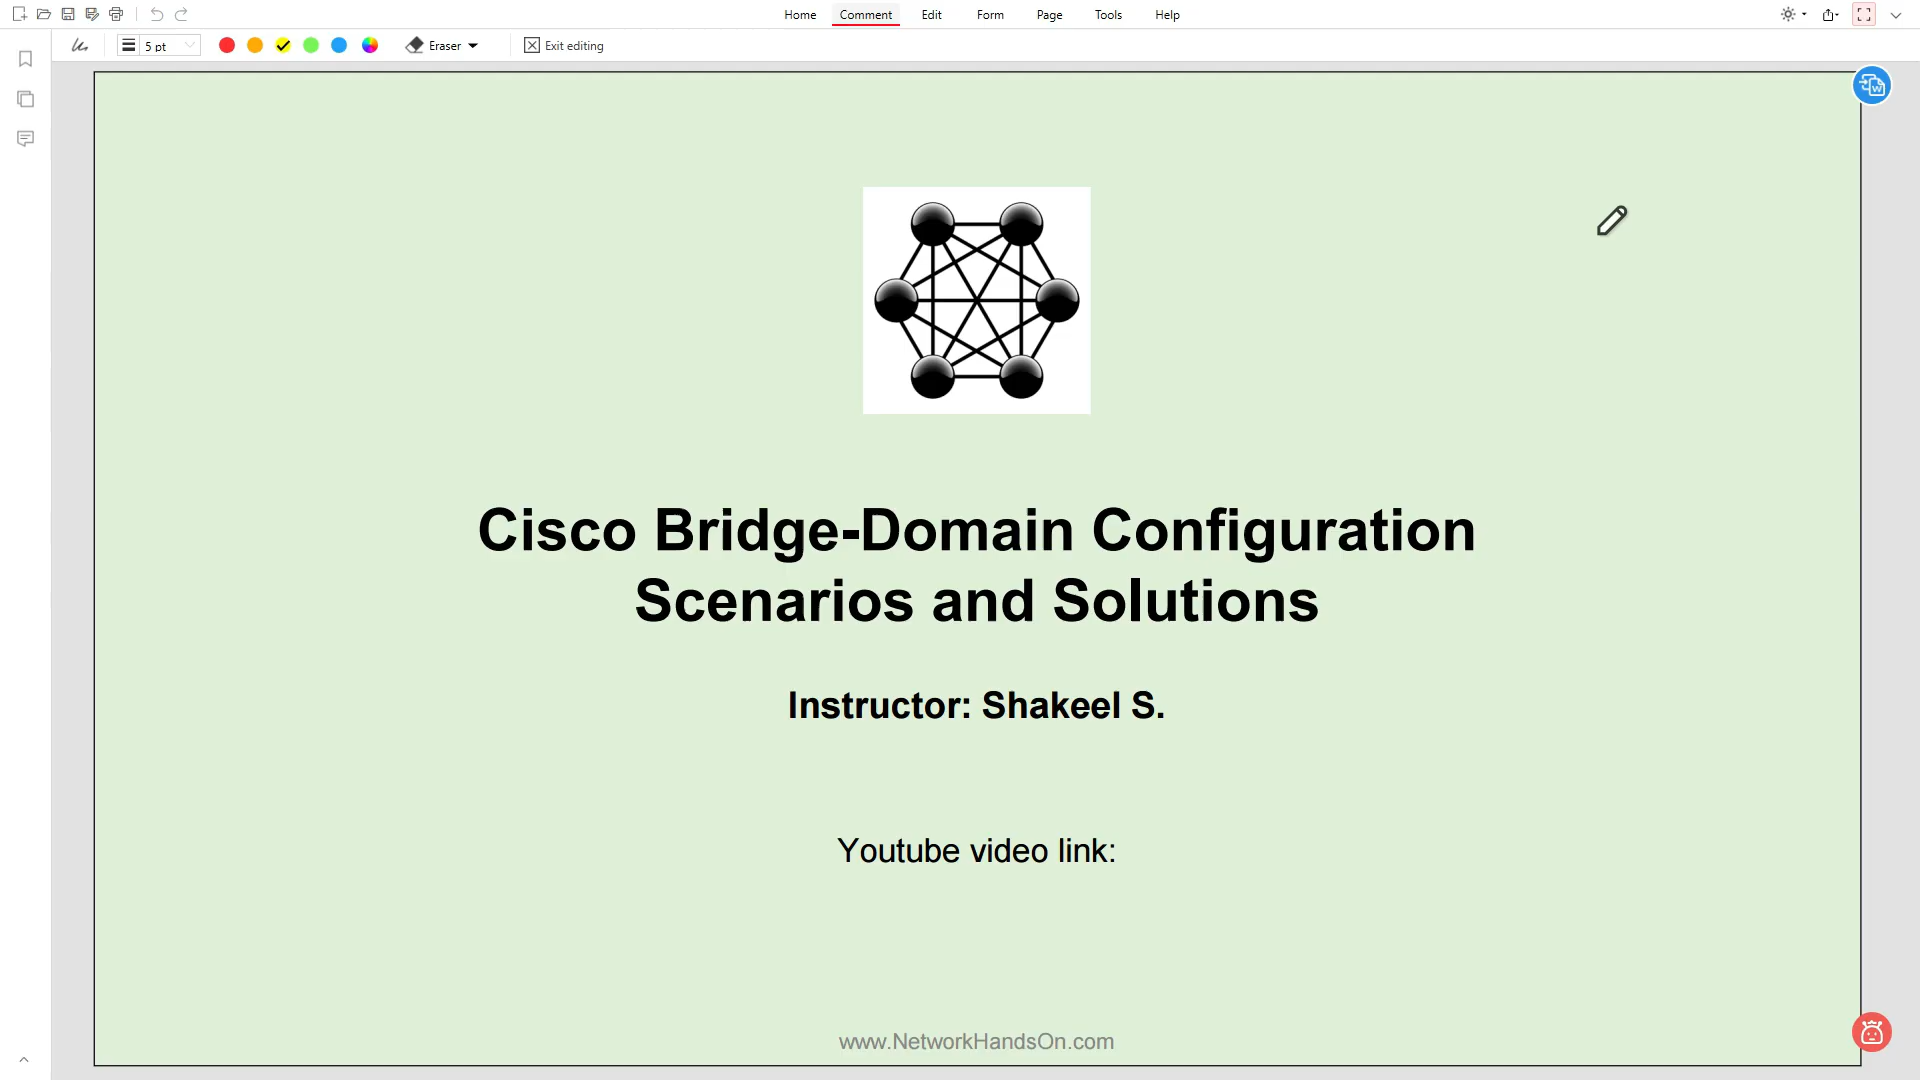 Home Comment Edit Form Page Tools Help
5 pt Eraser Exit editing
Cisco Bridge-Domain Configuration
Scenarios and Solutions
Instructor: Shakeel S.
Youtube video link:
www.NetworkHandsOn.com